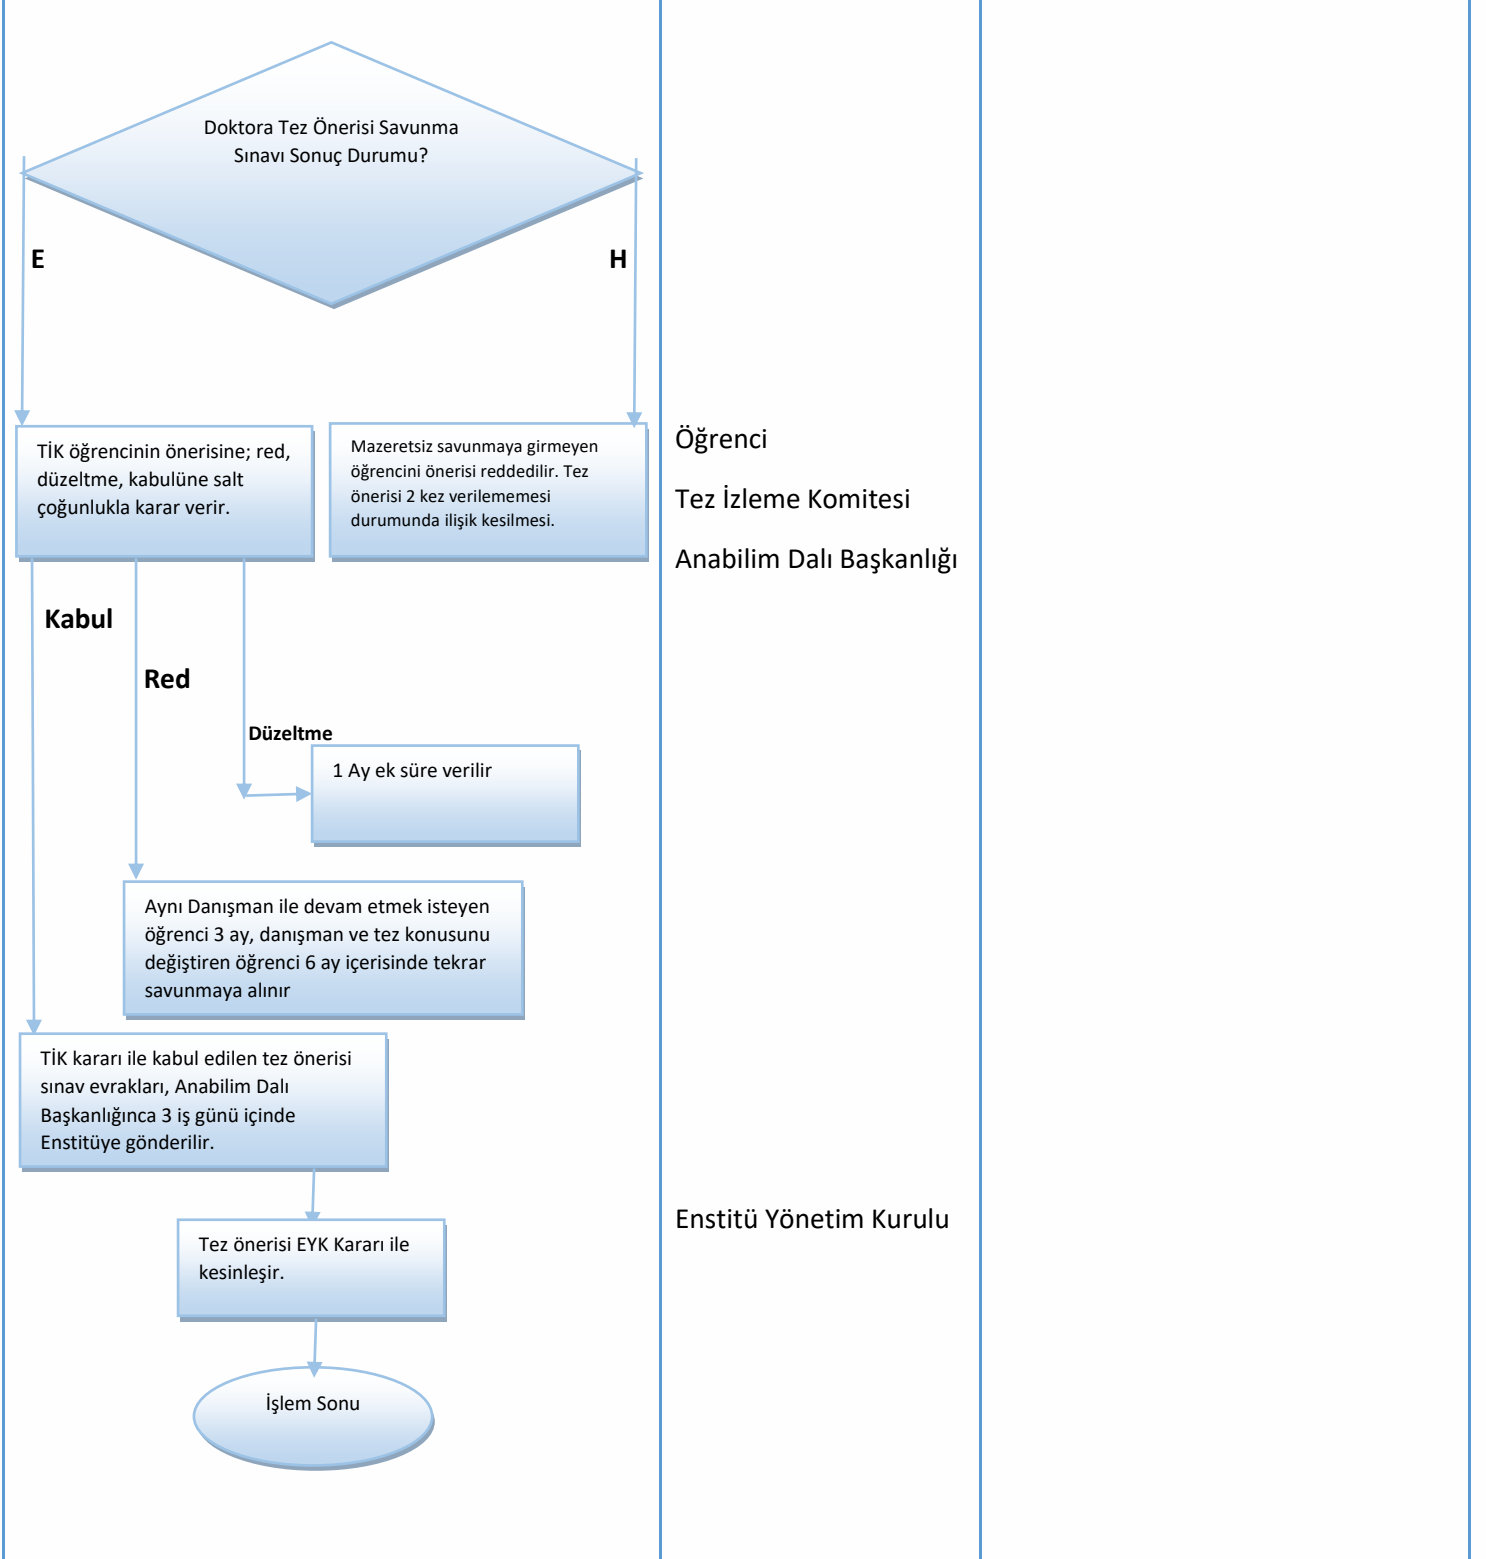 Doktora Tez Önerisi Savunma
Sınavı Sonuç Durumu?
E
H
TİK öğrencinin önerisine; red,
düzeltme, kabulüne salt
çoğunlukla karar verir.
Mazeretsiz savunmaya girmeyen
öğrencini önerisi reddedilir. Tez
önerisi 2 kez verilememesi
durumunda ilişik kesilmesi.
Öğrenci
Tez İzleme Komitesi
Anabilim Dalı Başkanlığı
Kabul
Red
Düzeltme
1 Ay ek süre verilir
Aynı Danışman ile devam etmek isteyen
öğrenci 3 ay, danışman ve tez konusunu
değiştiren öğrenci 6 ay içerisinde tekrar
savunmaya alınır
TİK kararı ile kabul edilen tez önerisi
sınav evrakları, Anabilim Dalı
Başkanlığınca 3 iş günü içinde
Enstitüye gönderilir.
Enstitü Yönetim Kurulu
Tez önerisi EYK Kararı ile
kesinleşir.
İşlem Sonu